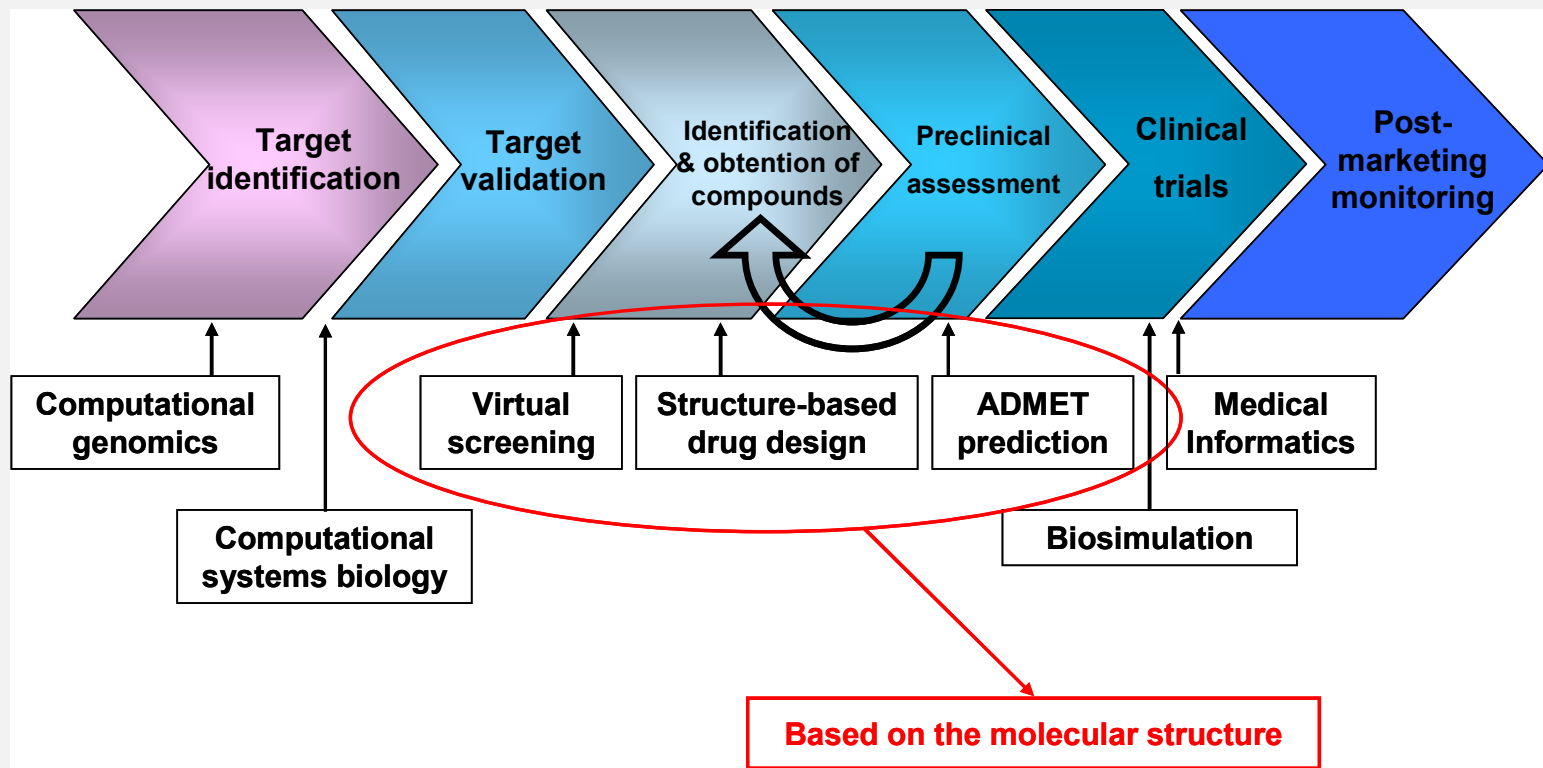 Target
identification
Target
validation
Identification
& obtention of
compounds
Preclinical
assessment
Clinical
trials
Post-
marketing
monitoring
Computational
genomics
Virtual
screening
Structure-based
drug design
ADMET
prediction
Medical
Informatics
Computational
systems biology
Biosimulation
Based on the molecular structure